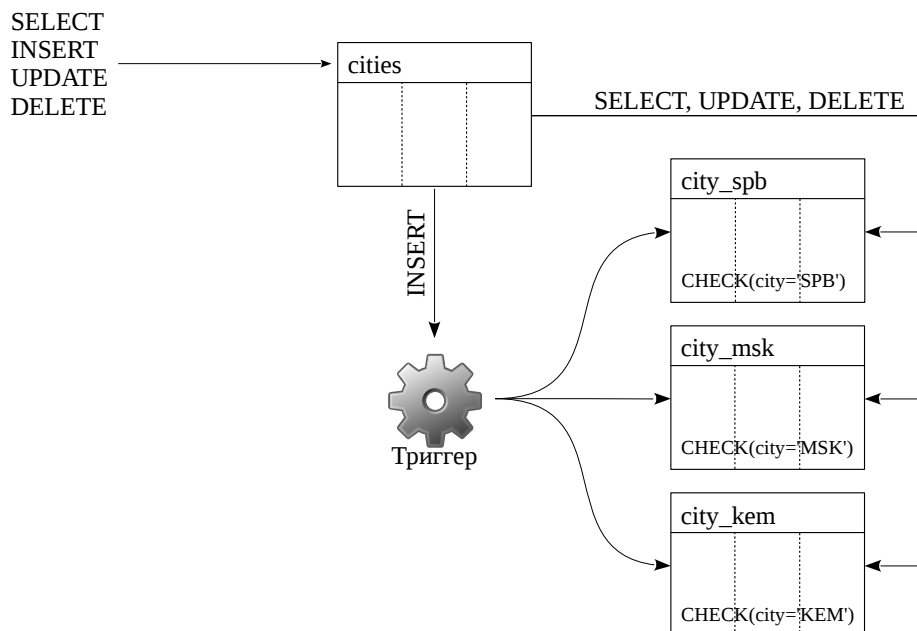 SELECT
INSERT
UPDATE
DELETE
cities
SELECT, UPDATE, DELETE
INSERT
Триггер
city_spb
CHECK(city='SPB')
city_msk
CHECK(city='MSK')
city_kem
CHECK(city='KEM')